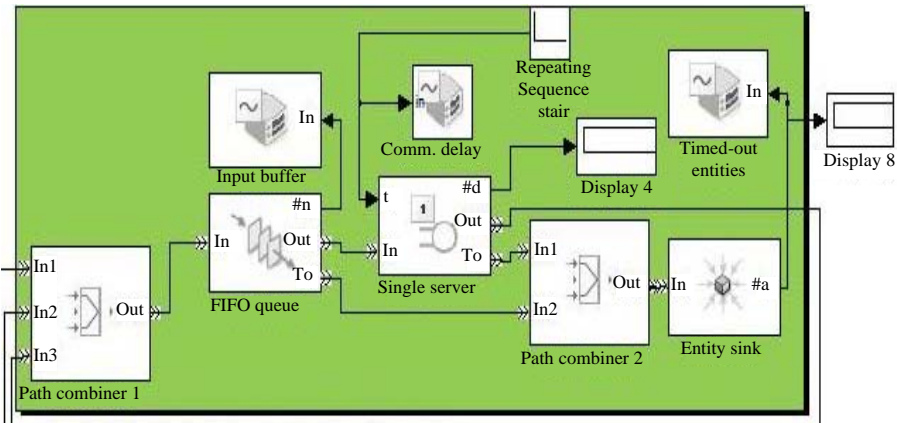 Repeating
Sequence
stair
In
in
In
Comm. delay
Timed-out
entities
Display 8
Input buffer
#n
In
Out
To
FIFO queue
t
1
#d
Out
In
To
Single server
Display 4
In1
In2
In3
Out
Path combiner 1
In1
Out
In2
Path combiner 2
In
#a
Entity sink